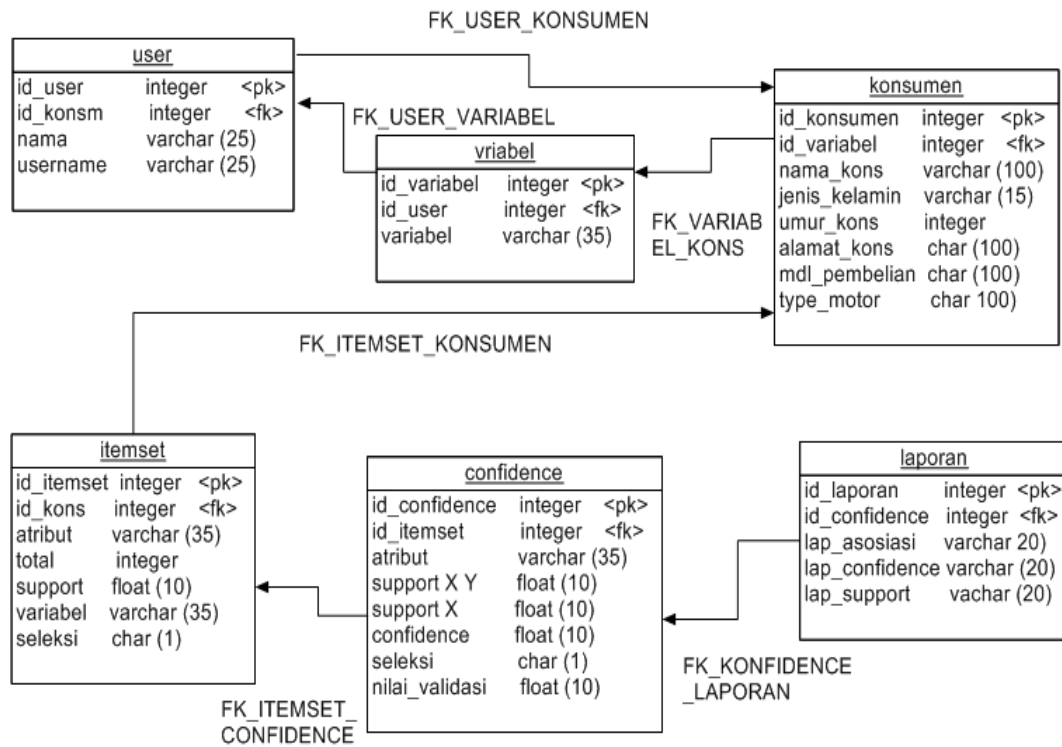 FK_USER_KONSUMEN
user
id_user integer <pk>
id_konsm integer <fk>
nama varchar (25)
username varchar (25)
FK_USER_VARIABEL
vriabel
id_variabel integer <pk>
id_user integer <fk>
variabel varchar (35)
FK_VARIAB
EL_KONS
konsumen
id_konsumen integer <pk>
id_variabel integer <fk>
nama_kons varchar (100)
jenis_kelamin varchar (15)
umur_kons integer
alamat_kons char (100)
mdl_pembelian char (100)
type_motor char 100)
FK_ITEMSET_KONSUMEN
itemset
id_itemset integer <pk>
id_kons integer <fk>
atribut varchar (35)
total integer
support float (10)
variabel varchar (35)
seleksi char (1)
FK_ITEMSET_
CONFIDENCE
confidence
id_confidence integer <pk>
id_itemset integer <fk>
atribut varchar (35)
support X Y float (10)
support X float (10)
confidence float (10)
seleksi char (1)
nilai_validasi float (10)
FK_KONFIDENCE
_LAPORAN
laporan
id_laporan integer <pk>
id_confidence integer <fk>
lap_asosiasi varchar 20)
lap_confidence varchar (20)
lap_support vachar (20)